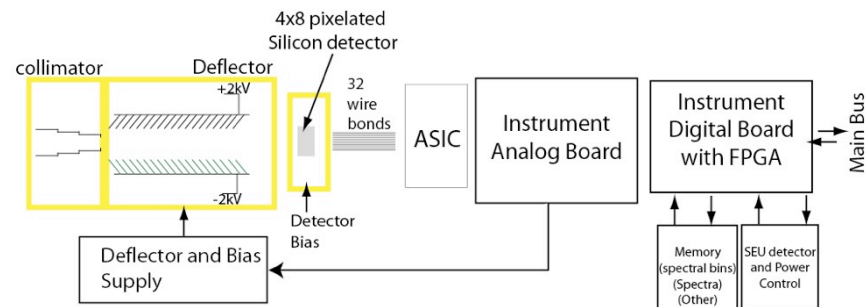 4x8 pixelated
Silicon detector
collimator
Deflector
+2kV
-2kV
32
wire
bonds
Detector
Bias
ASIC
Instrument
Analog Board
Instrument
Digital Board
with FPGA
Main Bus
Deflector and Bias
Supply
Memory
(spectral bins)
(Spectra)
(Other)
SEU detector
and Power
Control